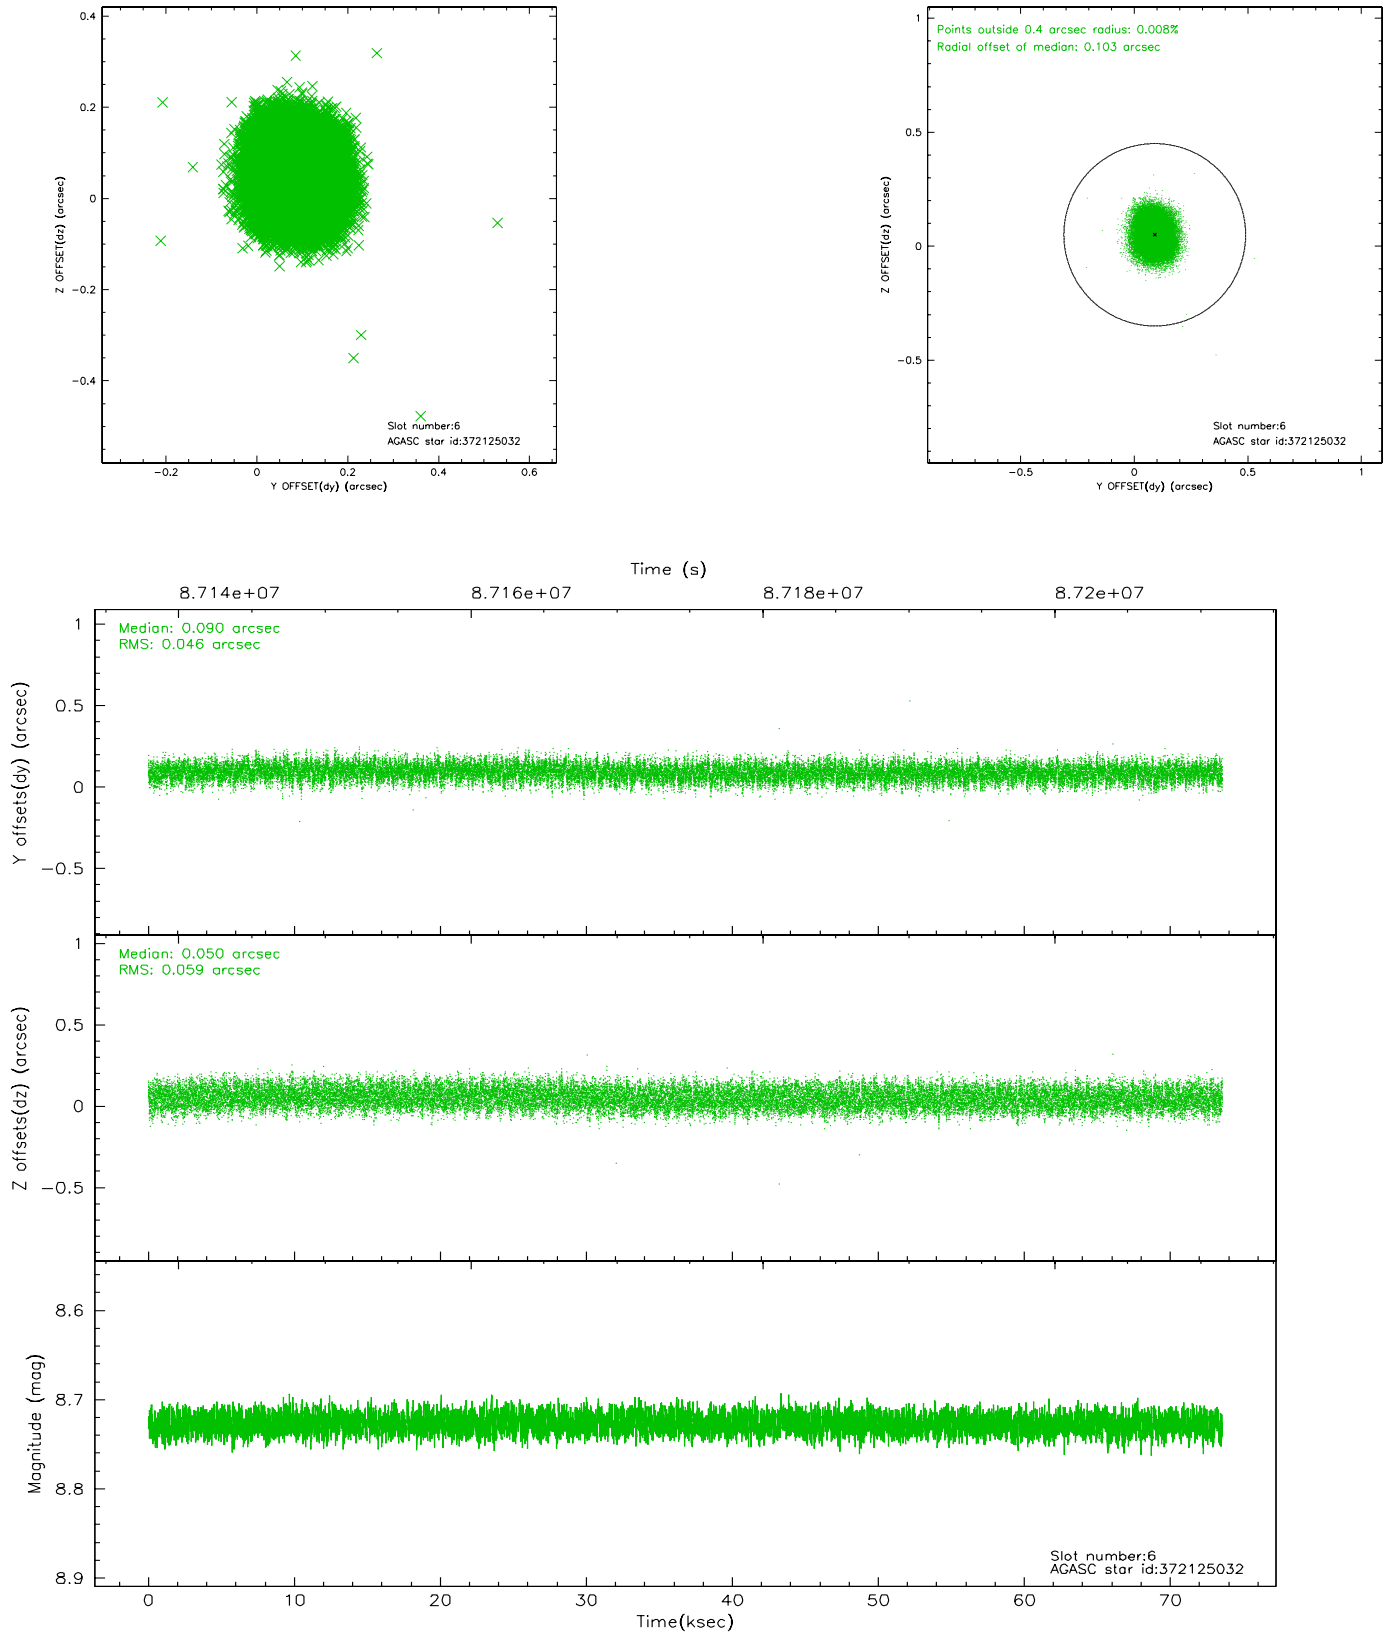 0.4
0.2
0
−0.2
−0.4
Z OFFSET(dz) (arcsec)
Slot number:6
AGASC star id:372125032
−0.2 0 0.2 0.4 0.6
Y OFFSET(dy) (arcsec)
Points outside 0.4 arcsec radius: 0.008%
Radial offset of median: 0.103 arcsec
1
0.5
0
−0.5
Z OFFSET(dz) (arcsec)
Slot number:6
AGASC star id:372125032
−0.5 0 0.5 1
Y OFFSET(dy) (arcsec)
Time (s)
8.714e+07 8.716e+07 8.718e+07 8.72e+07
Median: 0.090 arcsec
RMS: 0.046 arcsec
1
0.5
0
−0.5
Y offsets(dy) (arcsec)
Median: 0.050 arcsec
RMS: 0.059 arcsec
1
0.5
0
−0.5
Z offsets(dz) (arcsec)
8.6
8.7
8.8
8.9
Magnitude (mag)
Slot number:6
AGASC star id:372125032
0 10 20 30 40 50 60 70
Time(ksec)